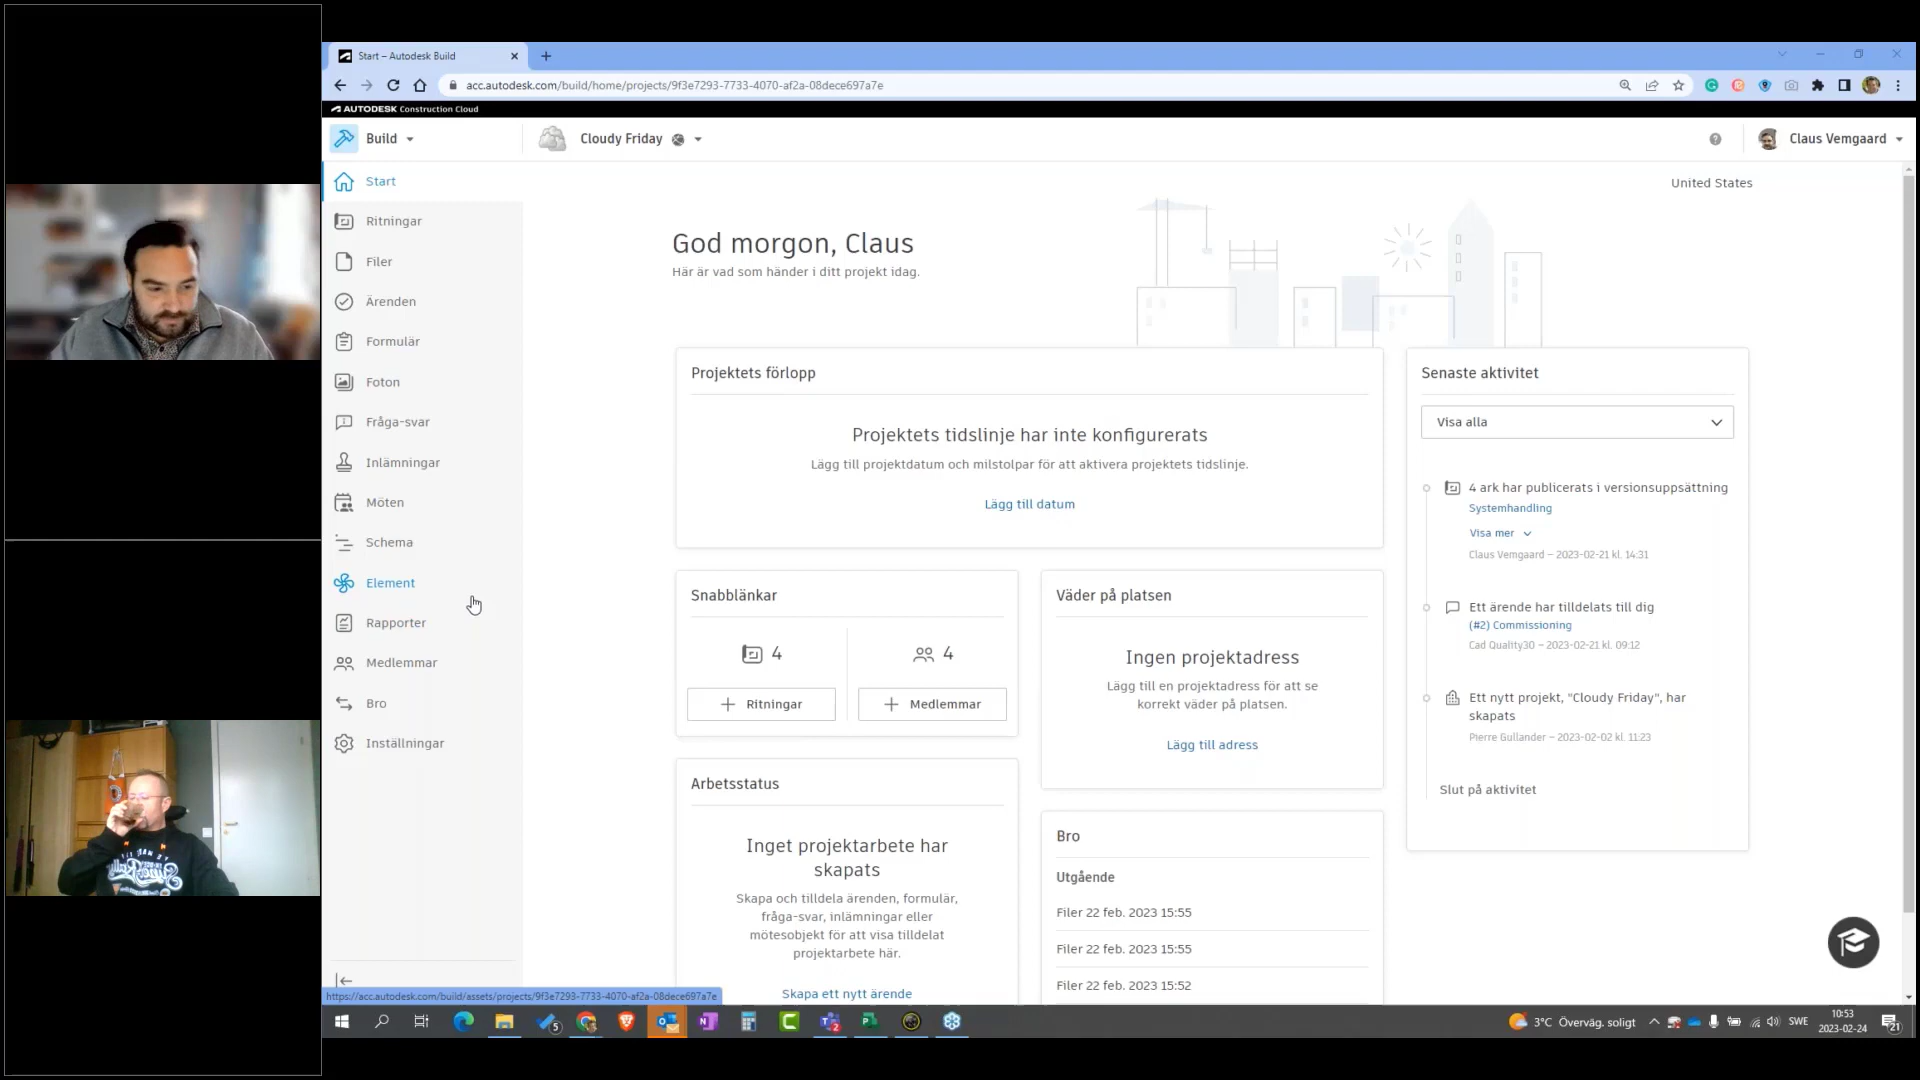 Start – Autodesk Build
acc.autodesk.com/build/home/projects/9f3e7293-7733-4070-af2a-08dece697a7e
AUTODESK Construction Cloud
Build
Cloudy Friday
Claus Vemgaard
Start
Ritningar
Filer
Ärenden
Formulär
Foton
Fråga-svar
Inlämningar
Möten
Schema
Element
Rapporter
Medlemmar
Bro
Inställningar
United States
God morgon, Claus
Här är vad som händer i ditt projekt idag.
Projektets förlopp
Projektets tidslinje har inte konfigurerats
Lägg till projektdatum och milstolpar för att aktivera projektets tidslinje.
Lägg till datum
Snabblänkar
4
4
Ritningar
Medlemmar
Arbetsstatus
Inget projektarbete har
skapats
Skapa och tilldela ärenden, formulär,
fråga-svar, inlämningar eller
mötesobjekt för att visa tilldelat
projektarbete här.
Skapa ett nytt ärende
Väder på platsen
Ingen projektadress
Lägg till en projektadress för att se
korrekt väder på platsen.
Lägg till adress
Bro
Utgående
Filer 22 feb. 2023 15:55
Filer 22 feb. 2023 15:55
Filer 22 feb. 2023 15:52
Senaste aktivitet
Visa alla
4 ark har publicerats i versionsuppsättning
Systemhandling
Visa mer
Claus Vemgaard – 2023-02-21 kl. 14:31
Ett ärende har tilldelats till dig
(#2) Commissioning
Cad Quality30 – 2023-02-21 kl. 09:12
Ett nytt projekt, "Cloudy Friday", har
skapats
Pierre Gullander – 2023-02-02 kl. 11:23
Slut på aktivitet
https://acc.autodesk.com/build/assets/projects/9f3e7293-7733-4070-af2a-08dece697a7e
5
2
3°C Överväg. soligt
SWE
10:53
2023-02-24
21